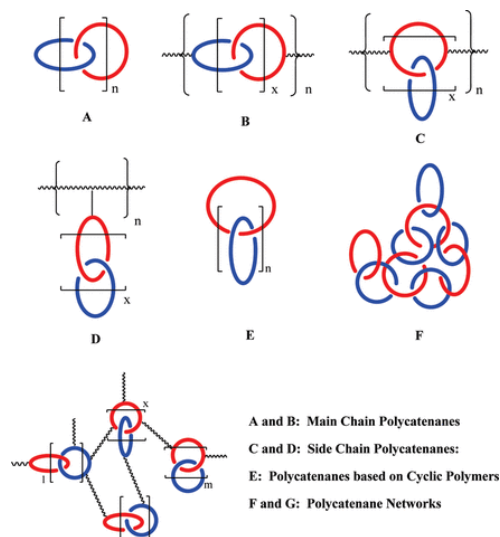 n
A
x
n
B
x
n
C
n
x
D
n
E
F
x
l
m
A and B: Main Chain Polycatenanes
C and D: Side Chain Polycatenanes:
E: Polycatenanes based on Cyclic Polymers
F and G: Polycatenane Networks